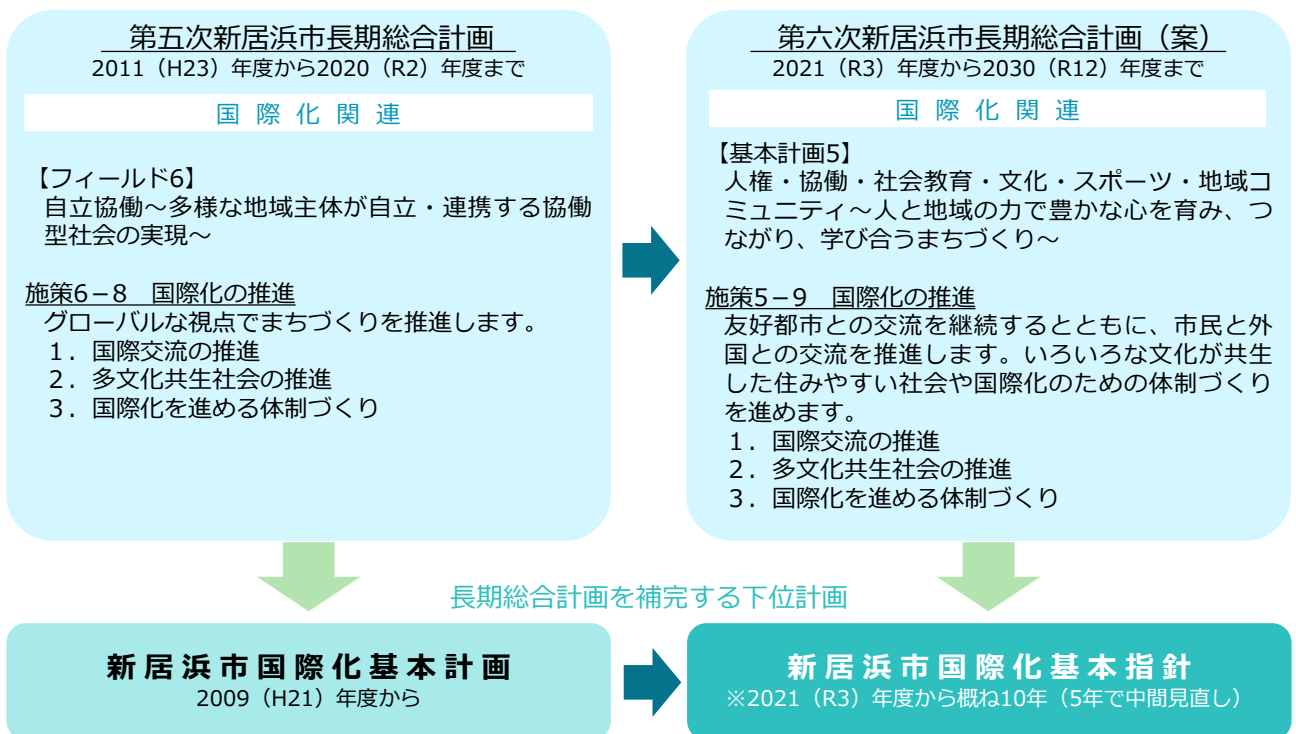 第五次新居浜市長期総合計画
2011（H23）年度から2020（R2）年度まで
国際化関連
【フィールド6】
自立協働～多様な地域主体が自立・連携する協働
型社会の実現～
施策6－8　国際化の推進
グローバルな視点でまちづくりを推進します。
１．国際交流の推進
２．多文化共生社会の推進
３．国際化を進める体制づくり
第六次新居浜市長期総合計画（案）
2021（R3）年度から2030（R12）年度まで
国際化関連
【基本計画5】
人権・協働・社会教育・文化・スポーツ・地域コ
ミュニティ～人と地域の力で豊かな心を育み、つ
ながり、学び合うまちづくり～
施策5－9　国際化の推進
友好都市との交流を継続するとともに、市民と外
国との交流を推進します。いろいろな文化が共生
した住みやすい社会や国際化のための体制づくり
を進めます。
１．国際交流の推進
２．多文化共生社会の推進
３．国際化を進める体制づくり
長期総合計画を補完する下位計画
新居浜市国際化基本計画
2009（H21）年度から
新居浜市国際化基本指針
※2021（R3）年度から概ね10年（5年で中間見直し）